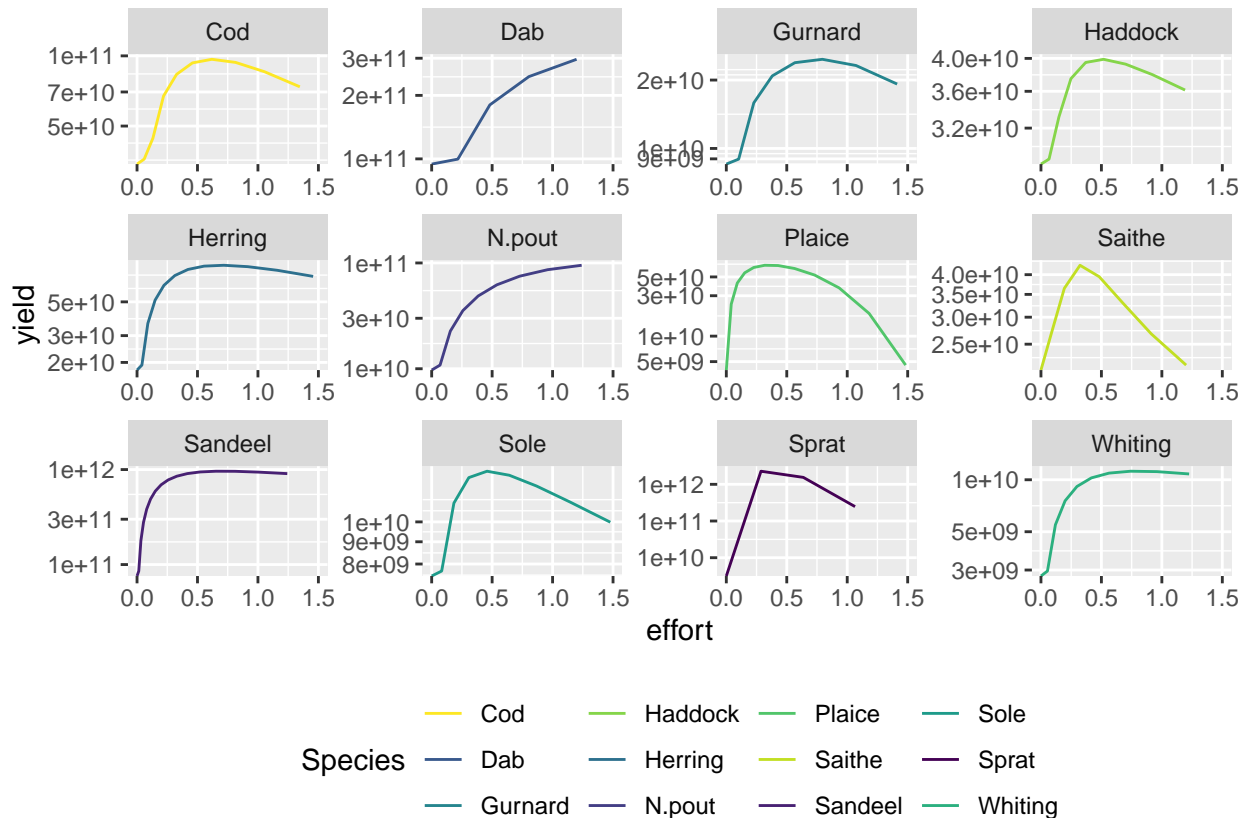 Cod Dab Gurnard Haddock
1e+11
7e+10
5e+10
3e+11
2e+11
1e+11
2e+10
1e+10
9e+09
4.0e+10
3.6e+10
3.2e+10
0.0 0.5 1.0 1.5 0.0 0.5 1.0 1.5 0.0 0.5 1.0 1.5 0.0 0.5 1.0 1.5
Herring N.pout Plaice Saithe
5e+10
3e+10
2e+10
1e+11
3e+10
1e+10
5e+10
3e+10
1e+10
5e+09
4.0e+10
3.5e+10
3.0e+10
2.5e+10
0.0 0.5 1.0 1.5 0.0 0.5 1.0 1.5 0.0 0.5 1.0 1.5 0.0 0.5 1.0 1.5
yield
Sandeel Sole Sprat Whiting
1e+12
3e+11
1e+11
1e+10
9e+09
8e+09
1e+12
1e+11
1e+10
1e+10
5e+09
3e+09
0.0 0.5 1.0 1.5 0.0 0.5 1.0 1.5 0.0 0.5 1.0 1.5 0.0 0.5 1.0 1.5
effort
Species
Cod Haddock Plaice Sole
Dab Herring Saithe Sprat
Gurnard N.pout Sandeel Whiting